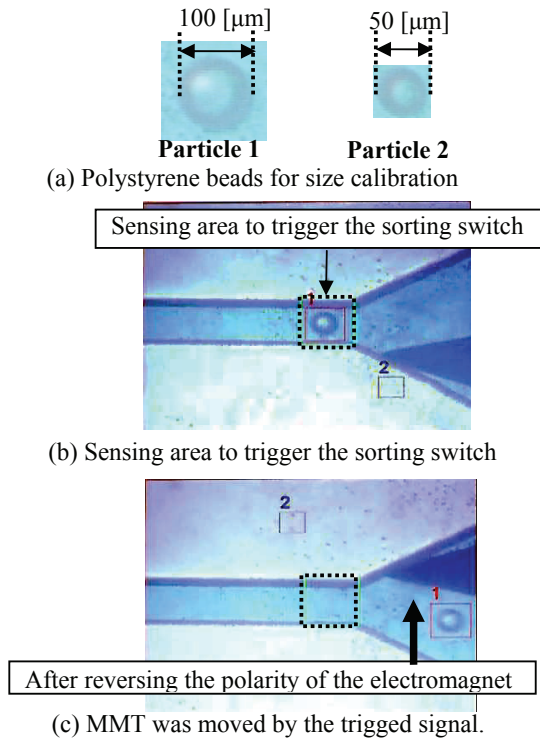 100 [μm]
50 [μm]
Particle 1
Particle 2
(a) Polystyrene beads for size calibration
Sensing area to trigger the sorting switch
1
2
(b) Sensing area to trigger the sorting switch
2
1
After reversing the polarity of the electromagnet
(c) MMT was moved by the trigged signal.